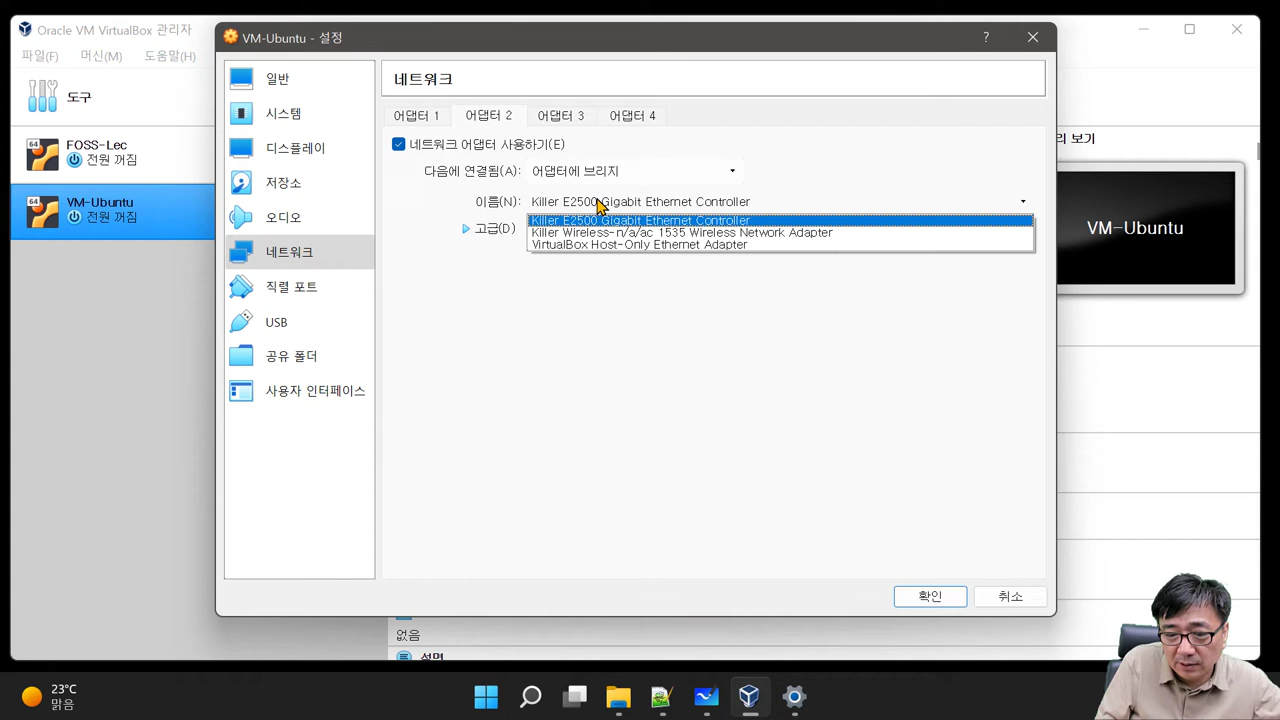 Oracle VM VirtualBox 관리자
파일(F) 머신(M) 도움말(H)
도구
64 FOSS-Lec
전원 꺼짐
64 VM-Ubuntu
전원 꺼짐
VM-Ubuntu - 설정
일반
시스템
디스플레이
저장소
오디오
네트워크
직렬 포트
USB
공유 폴더
사용자 인터페이스
네트워크
어댑터 1 어댑터 2 어댑터 3 어댑터 4
네트워크 어댑터 사용하기(E)
다음에 연결됨(A): 어댑터에 브리지
이름(N): Killer E2500 Gigabit Ethernet Controller
Killer E2500 Gigabit Ethernet Controller
Killer Wireless-n/a/ac 1535 Wireless Network Adapter
VirtualBox Host-Only Ethernet Adapter
고급(D)
확인 취소
리 보기
VM-Ubuntu
없음
설명
23°C
맑음